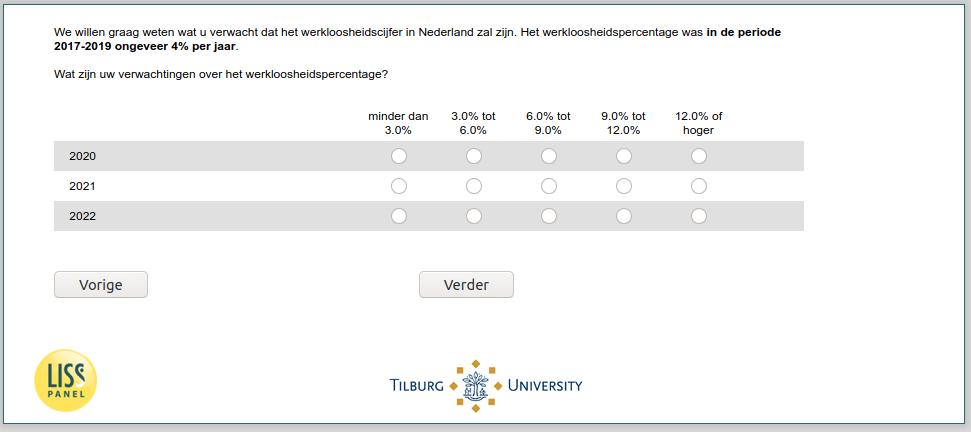 We willen graag weten wat u verwacht dat het werkloosheidscijfer in Nederland zal zijn. Het werkloosheidspercentage was in de periode
2017-2019 ongeveer 4% per jaar.
Wat zijn uw verwachtingen over het werkloosheidspercentage?
minder dan 3.0% tot 6.0% tot 9.0% tot 12.0% of
3.0% 6.0% 9.0% 12.0% hoger
2020
2021
2022
Vorige Verder
LISS
PANEL
TILBURG UNIVERSITY